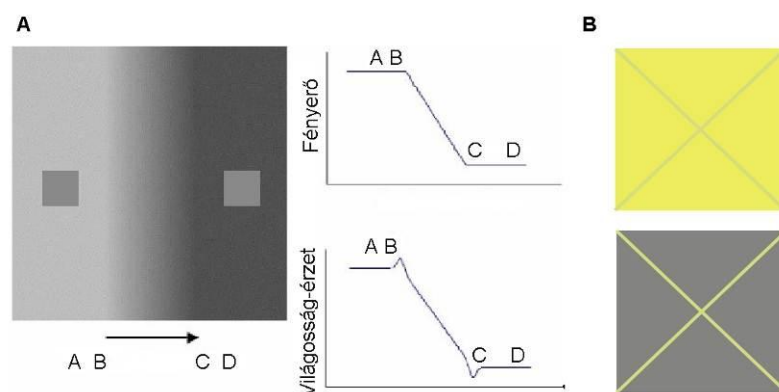 A
B
Fényerő
A B
C D
Világosság-érzet
A B
C D
A B C D